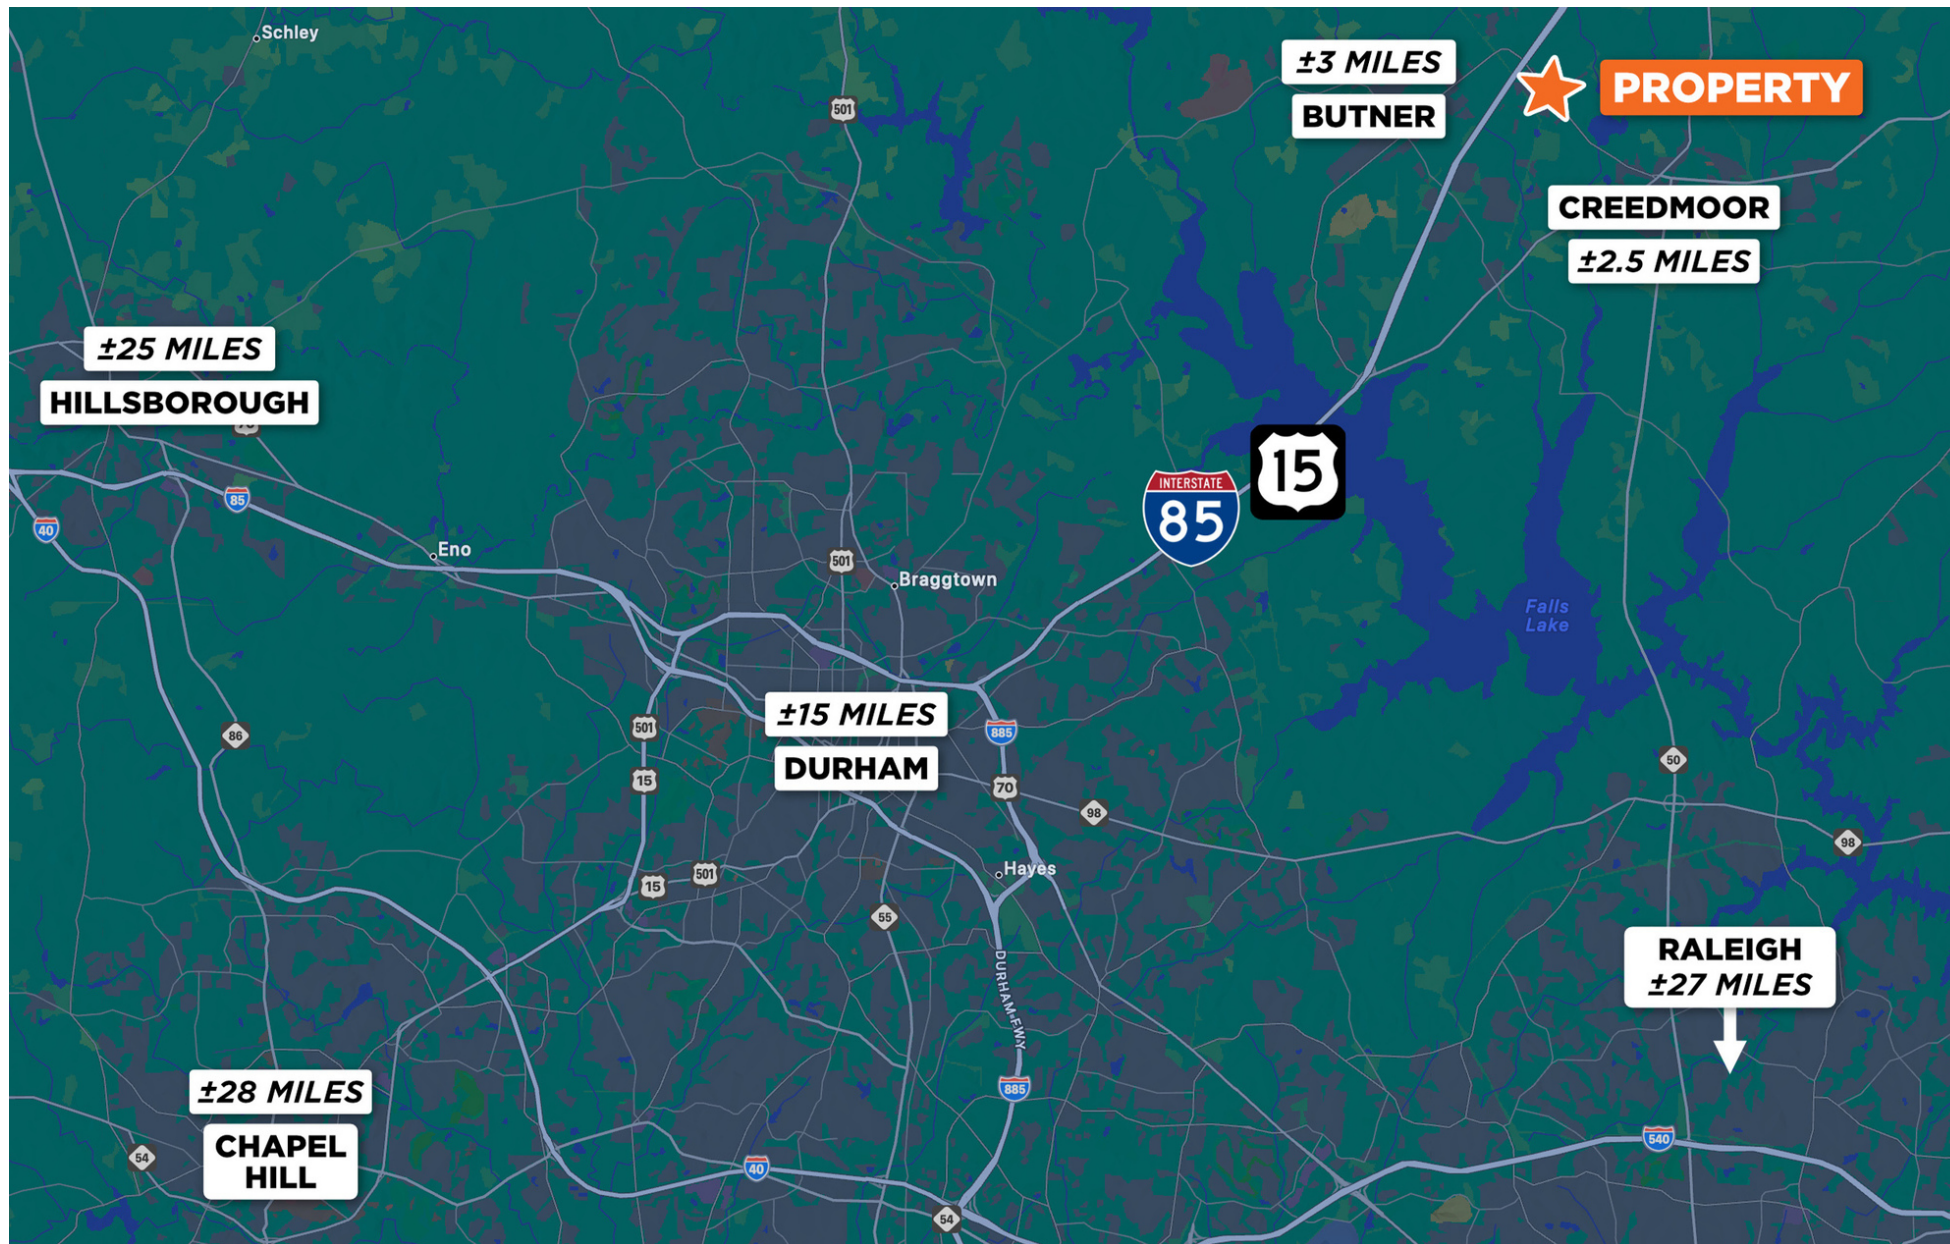 Schley
501
±3 MILES
BUTNER
PROPERTY
CREEDMOOR
±2.5 MILES
±25 MILES
HILLSBOROUGH
85
40
Eno
501
Braggtown
INTERSTATE
85
15
Falls
Lake
86
501
15
±15 MILES
DURHAM
885
70
98
50
98
15
501
55
Hayes
DURHAM FWY
885
RALEIGH
±27 MILES
±28 MILES
CHAPEL
HILL
54
40
54
540